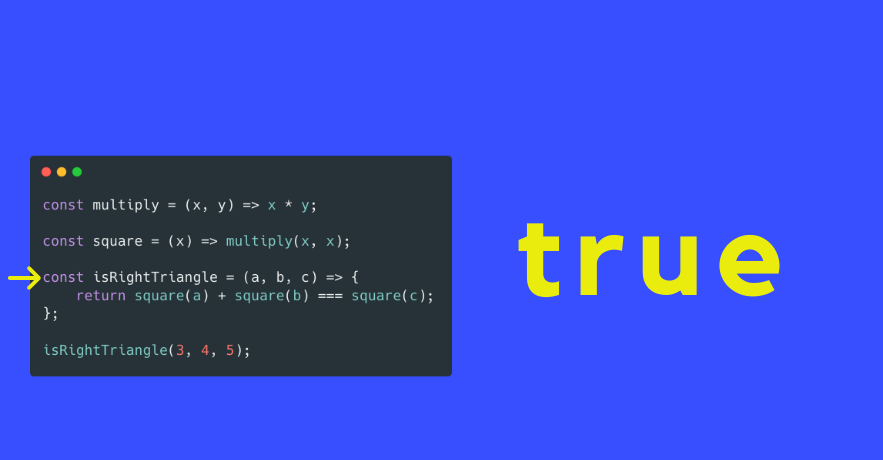 const multiply = (x, y) => x * y;
const square = (x) => multiply(x, x);
const isRightTriangle = (a, b, c) => {
    return square(a) + square(b) === square(c);
};
isRightTriangle(3, 4, 5);
true